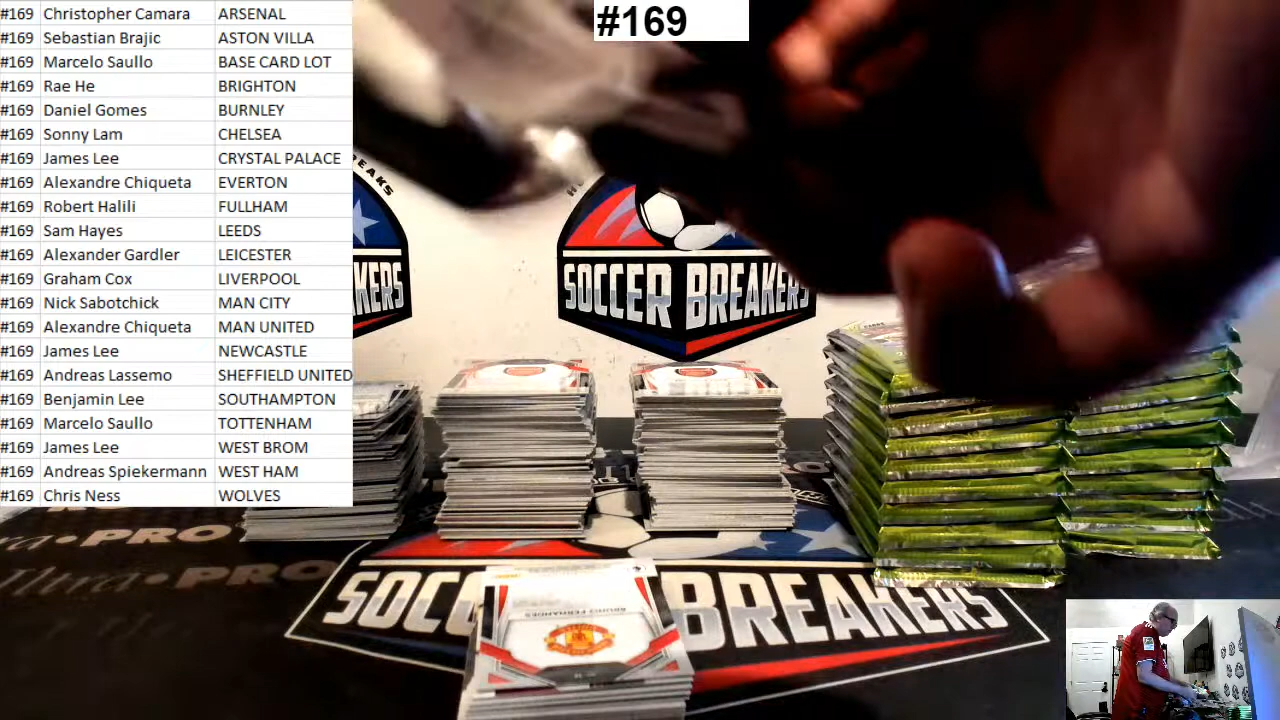 #169 Christopher Camara ARSENAL
#169 Sebastian Brajic ASTON VILLA
#169 Marcelo Saullo BASE CARD LOT
#169 Rae He BRIGHTON
#169 Daniel Gomes BURNLEY
#169 Sonny Lam CHELSEA
#169 James Lee CRYSTAL PALACE
#169 Alexandre Chiqueta EVERTON
#169 Robert Halili FULLHAM
#169 Sam Hayes LEEDS
#169 Alexander Gardler LEICESTER
#169 Graham Cox LIVERPOOL
#169 Nick Sabotchick MAN CITY
#169 Alexandre Chiqueta MAN UNITED
#169 James Lee NEWCASTLE
#169 Andreas Lassemo SHEFFIELD UNITED
#169 Benjamin Lee SOUTHAMPTON
#169 Marcelo Saullo TOTTENHAM
#169 James Lee WEST BROM
#169 Andreas Spiekermann WEST HAM
#169 Chris Ness WOLVES
#169
SOCCER BREAKERS
PRO
PRO
BREAKERS
BRUNO FERNANDES